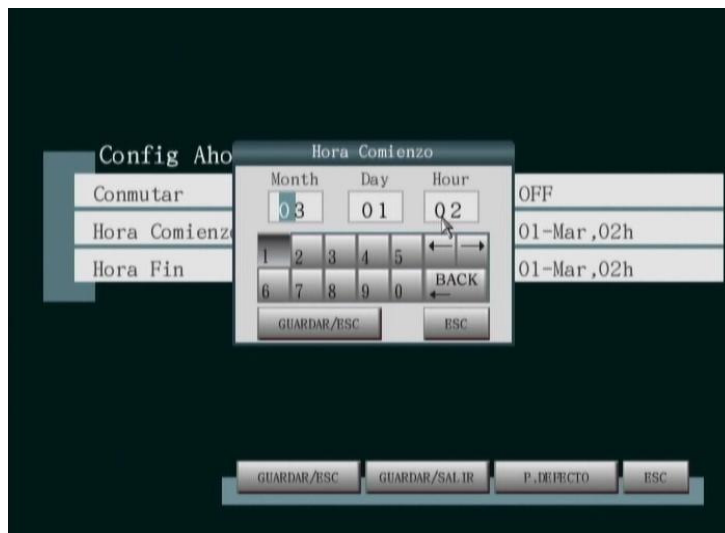 Config Aho
Hora Comienzo
Month Day Hour
03 01 02
Conmutar OFF
Hora Comienzo 01-Mar,02h
Hora Fin 01-Mar,02h
1 2 3 4 5 ← →
6 7 8 9 0 BACK ←
GUARDAR/ESC ESC
GUARDAR/ESC GUARDAR/SALIR P.DEFECTO ESC